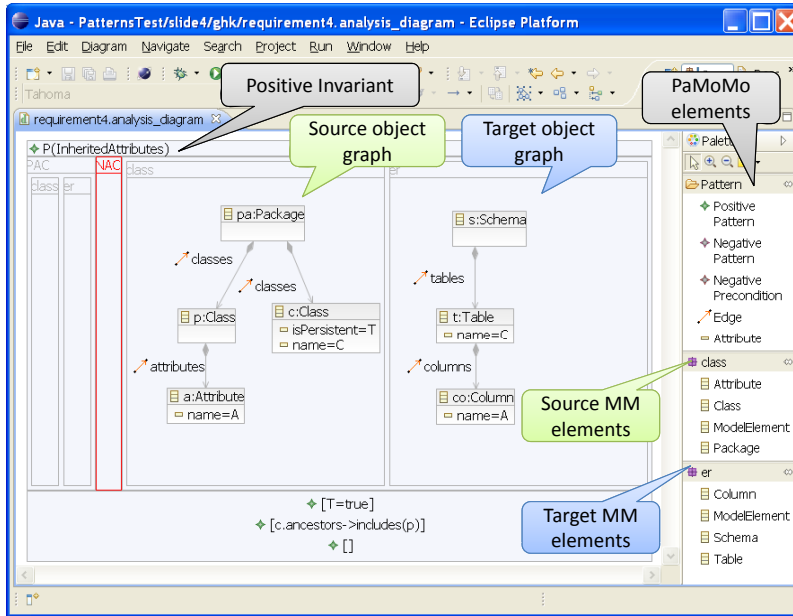 Java - PatternsTest/slide4/ghk/requirement4.analysis_diagram - Eclipse Platform
File Edit Diagram Navigate Search Project Run Window Help
Tahoma
Positive Invariant
PaMoMo
elements
requirement4.analysis_diagram
Source object
graph
Target object
graph
Palette
P(InheritedAttributes)
PAC
NAC
class
er
class
er
pa:Package
s:Schema
classes
classes
tables
p:Class
c:Class
isPersistent=T
name=C
t:Table
name=C
attributes
columns
a:Attribute
name=A
co:Column
name=A
Pattern
Positive
Pattern
Negative
Pattern
Negative
Precondition
Edge
Attribute
class
Attribute
Class
ModelElement
Package
er
Column
ModelElement
Schema
Table
Source MM
elements
Target MM
elements
[T=true]
[c.ancestors->includes(p)]
[]